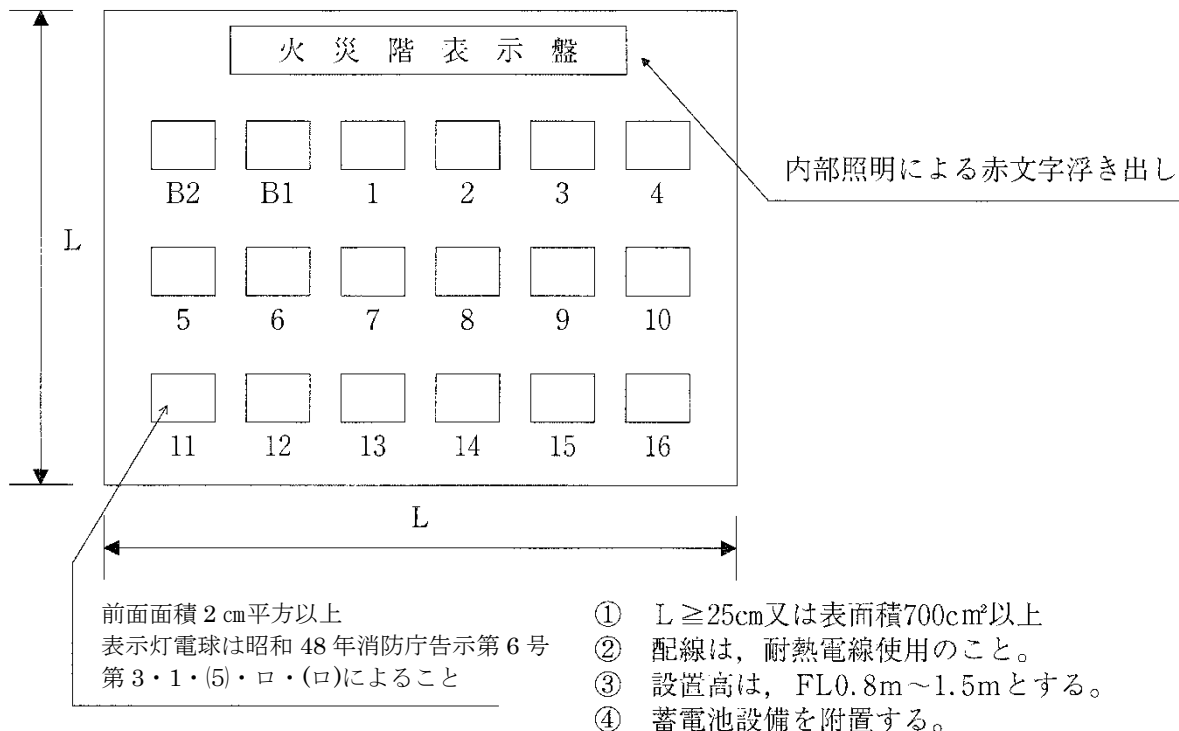 火災階表示盤
内部照明による赤文字浮き出し
B2 B1 1 2 3 4
L
5 6 7 8 9 10
11 12 13 14 15 16
L
前面面積 2 ㎝平方以上
表示灯電球は昭和 48 年消防庁告示第 6 号
第 3・1・⑸・ロ・(ロ)によること
① L≧25cm又は表面積700cm²以上
② 配線は，耐熱電線使用のこと。
③ 設置高は，FL0.8m～1.5mとする。
④ 蓄電池設備を附置する。